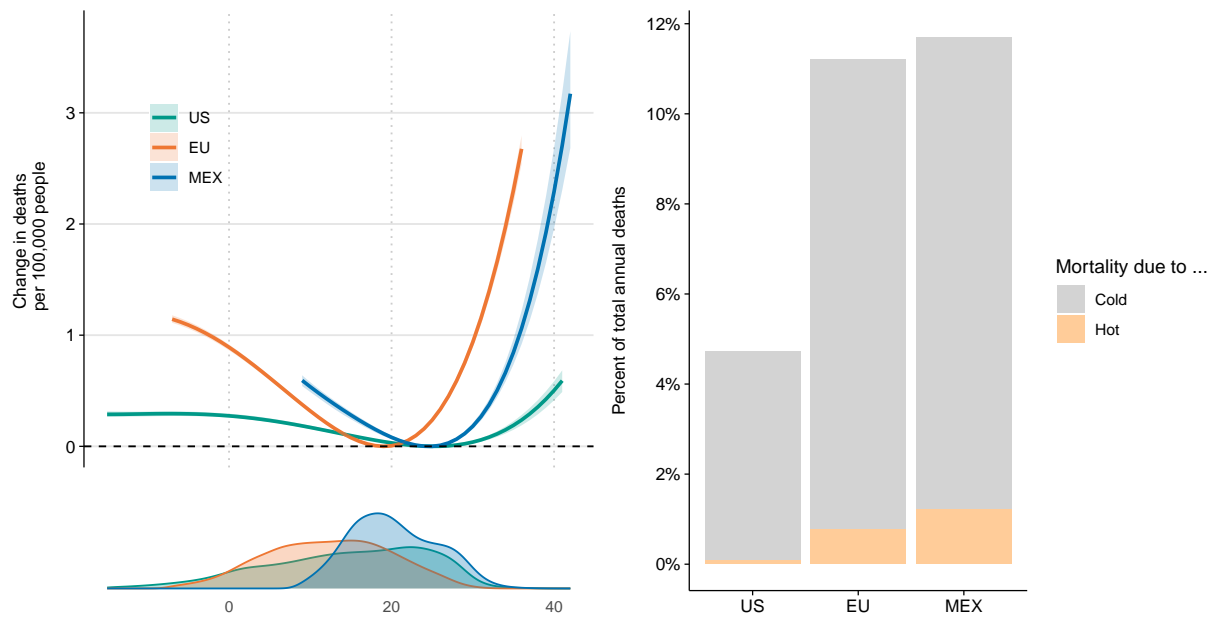 Change in deaths
per 100,000 people
3
2
1
0
US
EU
MEX
0
20
40
Percent of total annual deaths
12%
10%
8%
6%
4%
2%
0%
US
EU
MEX
Mortality due to ...
Cold
Hot